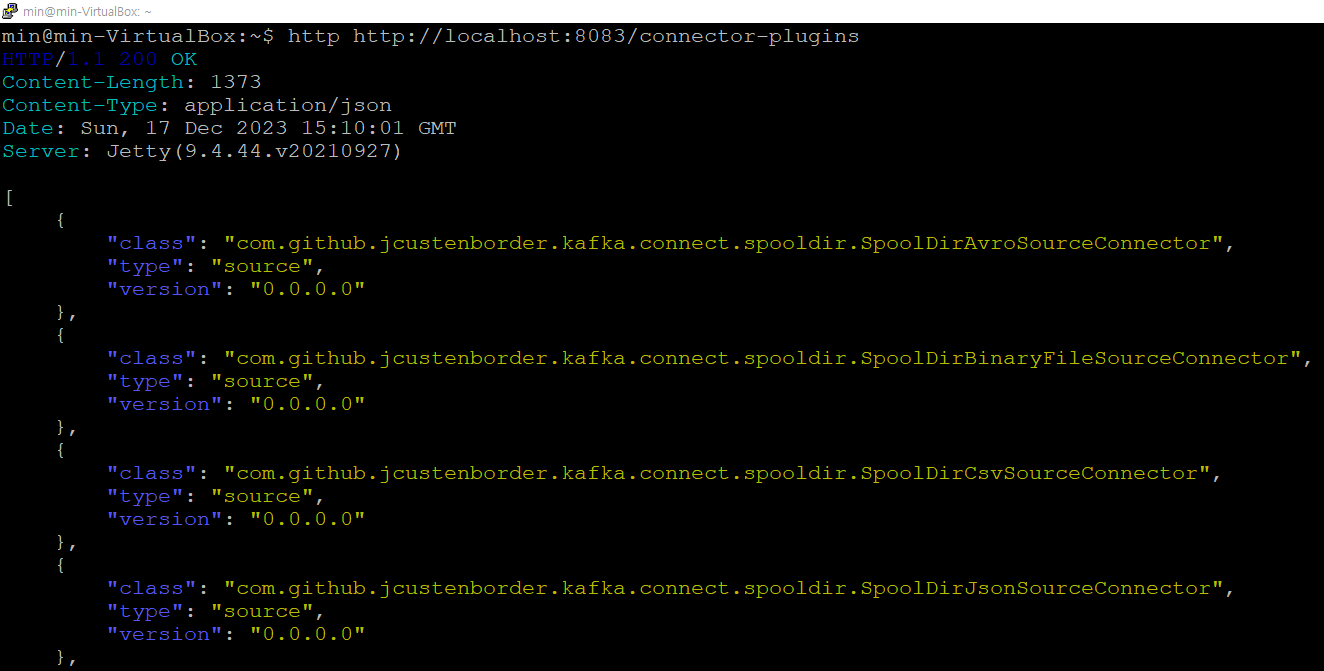 min@min-VirtualBox: ~
min@min-VirtualBox:~$ http http://localhost:8083/connector-plugins
HTTP/1.1 200 OK
Content-Length: 1373
Content-Type: application/json
Date: Sun, 17 Dec 2023 15:10:01 GMT
Server: Jetty(9.4.44.v20210927)

[
    {
        "class": "com.github.jcustenborder.kafka.connect.spooldir.SpoolDirAvroSourceConnector",
        "type": "source",
        "version": "0.0.0.0"
    },
    {
        "class": "com.github.jcustenborder.kafka.connect.spooldir.SpoolDirBinaryFileSourceConnector",
        "type": "source",
        "version": "0.0.0.0"
    },
    {
        "class": "com.github.jcustenborder.kafka.connect.spooldir.SpoolDirCsvSourceConnector",
        "type": "source",
        "version": "0.0.0.0"
    },
    {
        "class": "com.github.jcustenborder.kafka.connect.spooldir.SpoolDirJsonSourceConnector",
        "type": "source",
        "version": "0.0.0.0"
    },